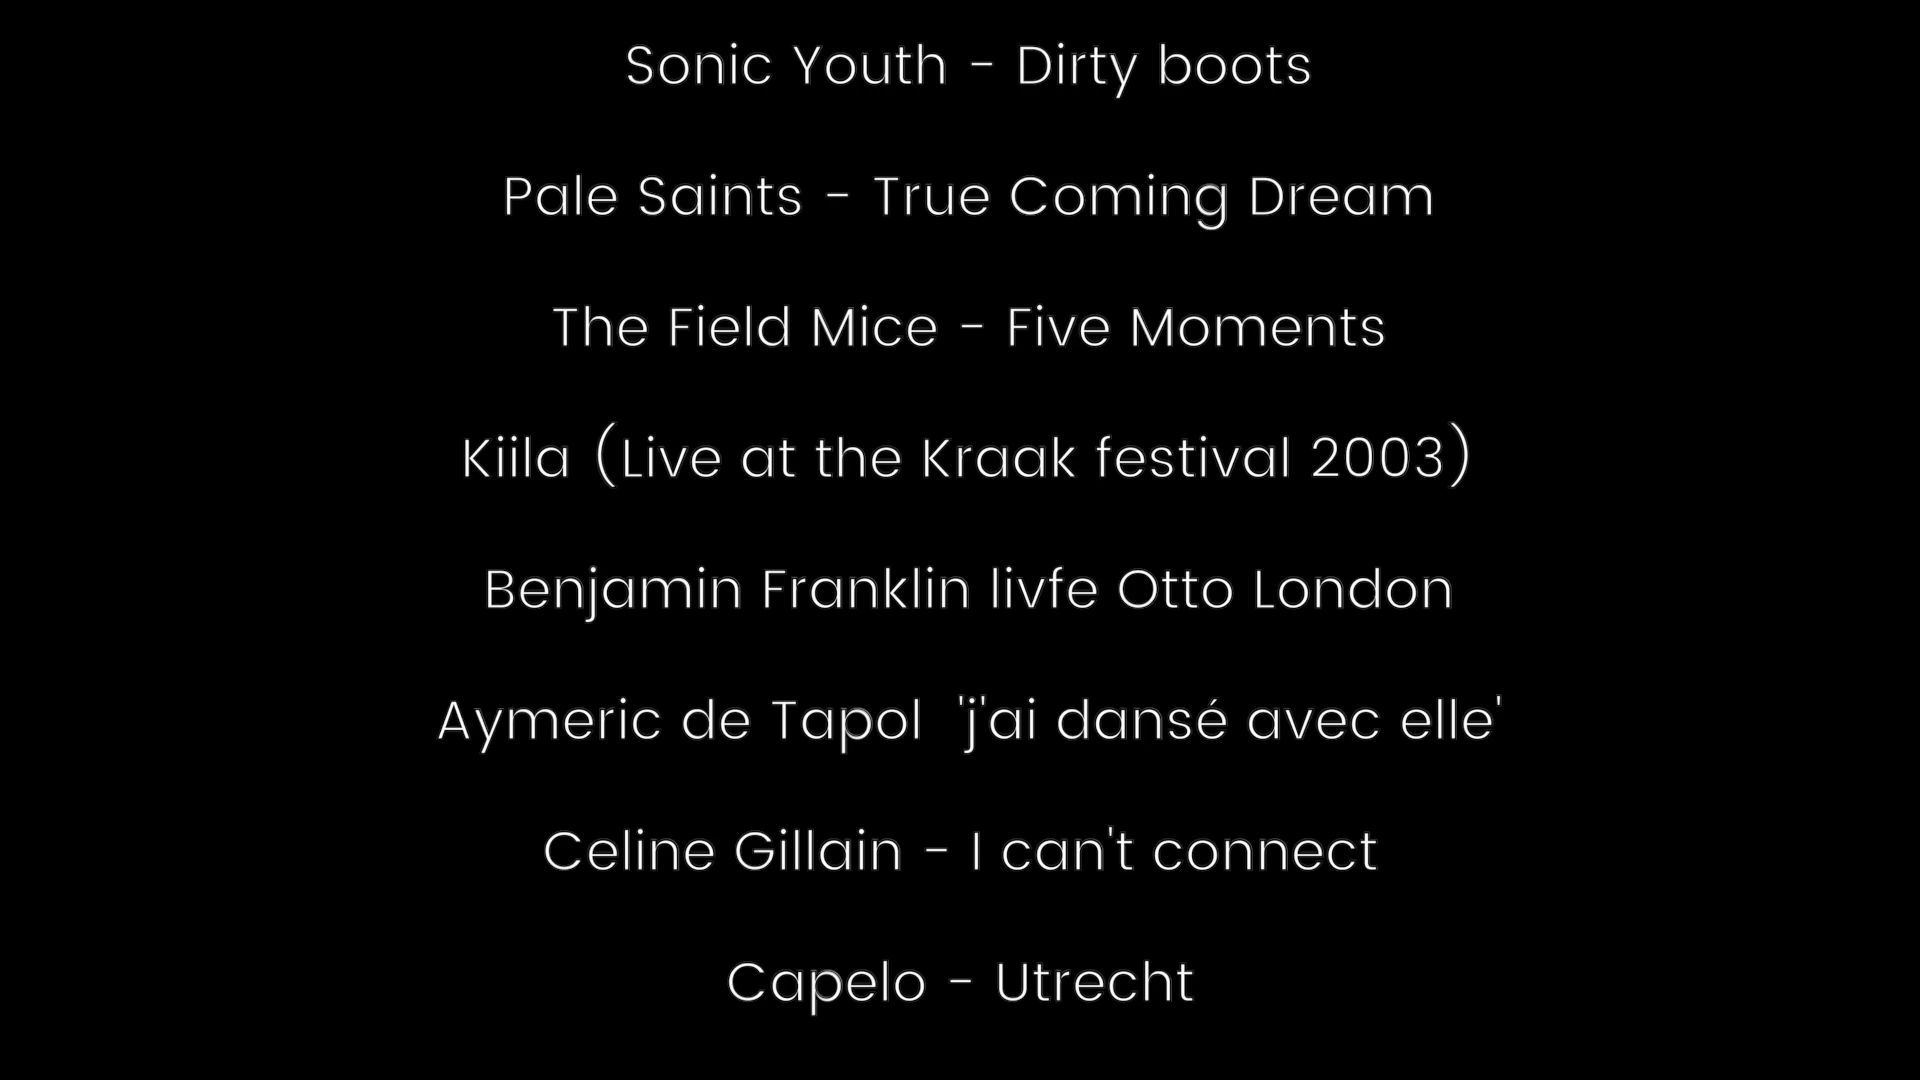 Sonic Youth - Dirty boots
Pale Saints - True Coming Dream
The Field Mice - Five Moments
Kiila (Live at the Kraak festival 2003)
Benjamin Franklin livfe Otto London
Aymeric de Tapol  'j'ai dansé avec elle'
Celine Gillain - I can't connect
Capelo - Utrecht